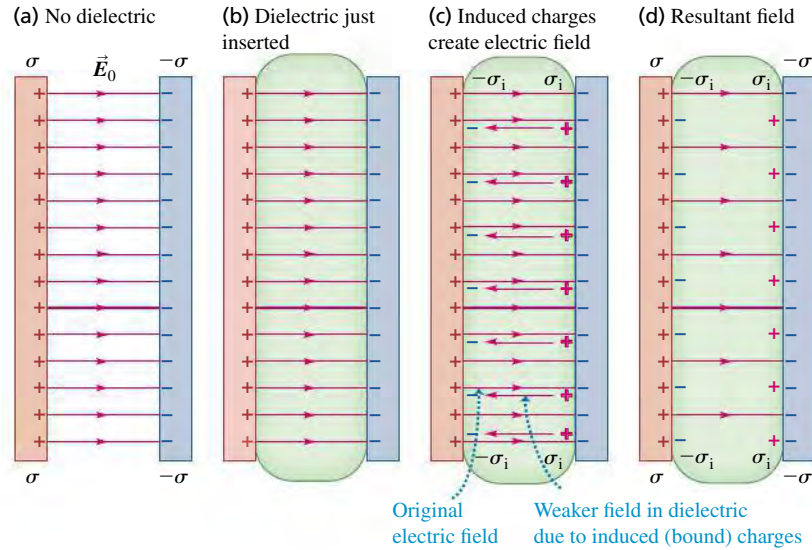 (a) No dielectric
σ
−σ
E⃗₀
σ
−σ
(b) Dielectric just
inserted
(c) Induced charges
create electric field
−σᵢ σᵢ
−σᵢ σᵢ
Original
electric field
Weaker field in dielectric
due to induced (bound) charges
(d) Resultant field
σ
−σ
−σᵢ σᵢ
−σᵢ σᵢ
σ
−σ